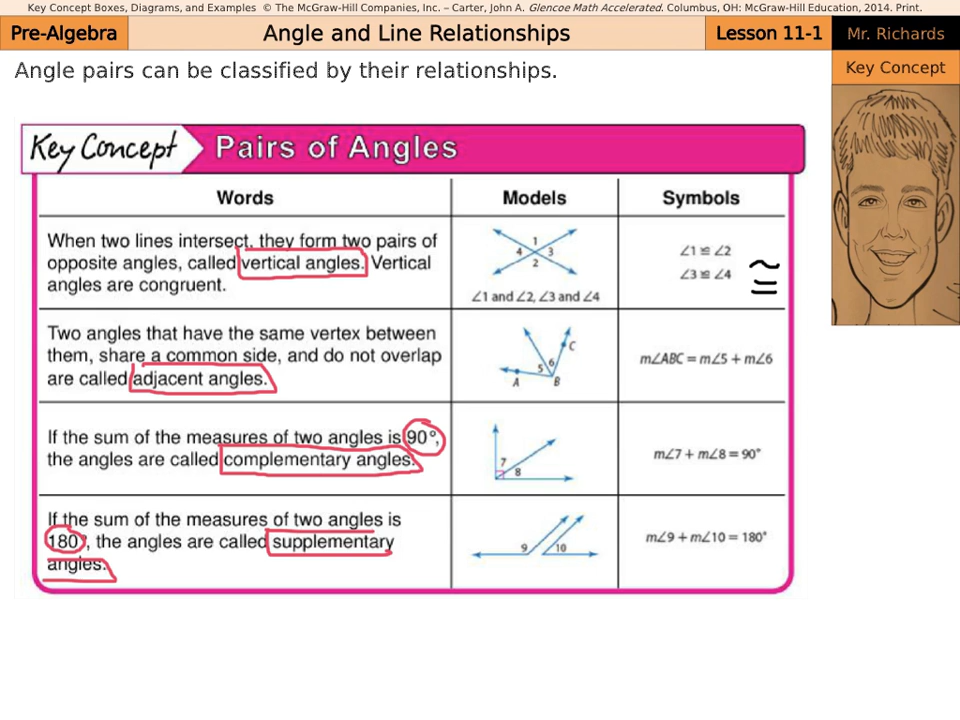 Key Concept Boxes, Diagrams, and Examples © The McGraw-Hill Companies, Inc. – Carter, John A. Glencoe Math Accelerated. Columbus, OH: McGraw-Hill Education, 2014. Print.
Pre-Algebra
Angle and Line Relationships
Lesson 11-1
Mr. Richards
Key Concept
Angle pairs can be classified by their relationships.
Key Concept
Pairs of Angles
Words
Models
Symbols
When two lines intersect, they form two pairs of
opposite angles, called vertical angles. Vertical
angles are congruent.
1
4 3
2
∠1 and ∠2, ∠3 and ∠4
∠1 ≅ ∠2
∠3 ≅ ∠4
≅
Two angles that have the same vertex between
them, share a common side, and do not overlap
are called adjacent angles.
C
6
5
A B
m∠ABC = m∠5 + m∠6
If the sum of the measures of two angles is 90°,
the angles are called complementary angles.
7
8
m∠7 + m∠8 = 90°
If the sum of the measures of two angles is
180°, the angles are called supplementary
angles.
9 10
m∠9 + m∠10 = 180°